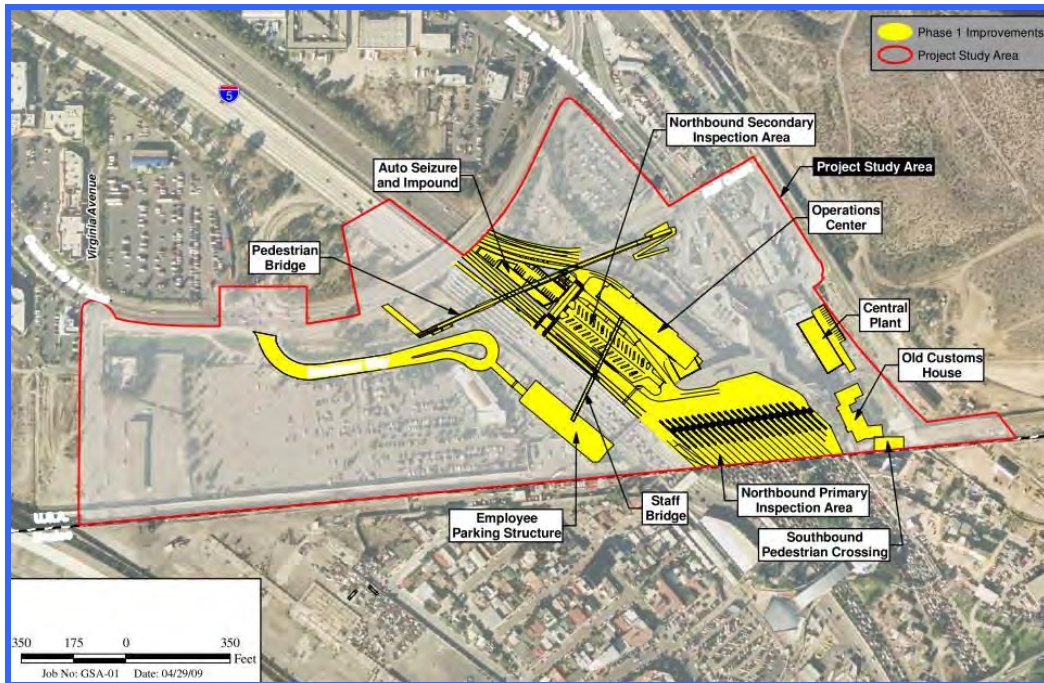 Phase 1 Improvements
Project Study Area
5
Northbound Secondary
Inspection Area
Auto Seizure
and Impound
Project Study Area
Operations
Center
Virginia Avenue
Pedestrian
Bridge
Central
Plant
Old Customs
House
Employee
Parking Structure
Staff
Bridge
Northbound Primary
Inspection Area
Southbound
Pedestrian Crossing
U.S.A.
350 175 0 350
Feet
Job No: GSA-01 Date: 04/29/09